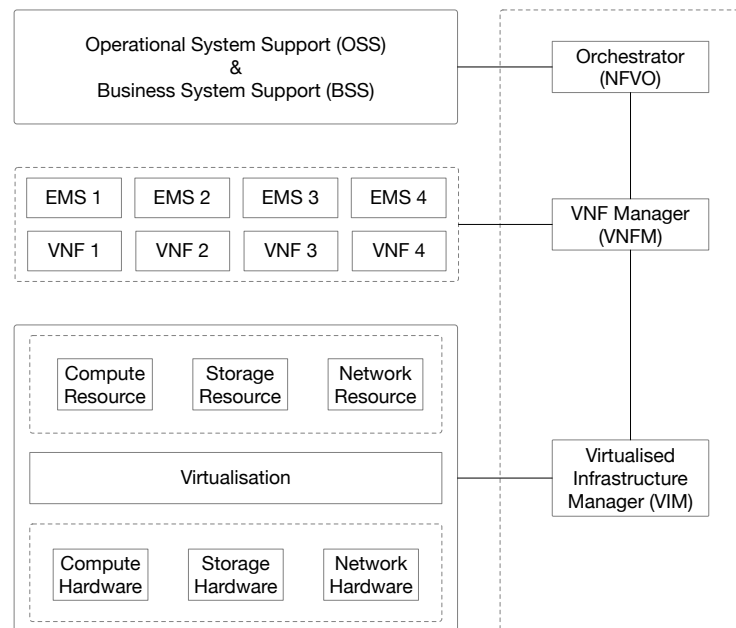 Operational System Support (OSS)
&
Business System Support (BSS)
Orchestrator
(NFVO)
EMS 1
EMS 2
EMS 3
EMS 4
VNF 1
VNF 2
VNF 3
VNF 4
VNF Manager
(VNFM)
Compute
Resource
Storage
Resource
Network
Resource
Virtualisation
Virtualised
Infrastructure
Manager (VIM)
Compute
Hardware
Storage
Hardware
Network
Hardware